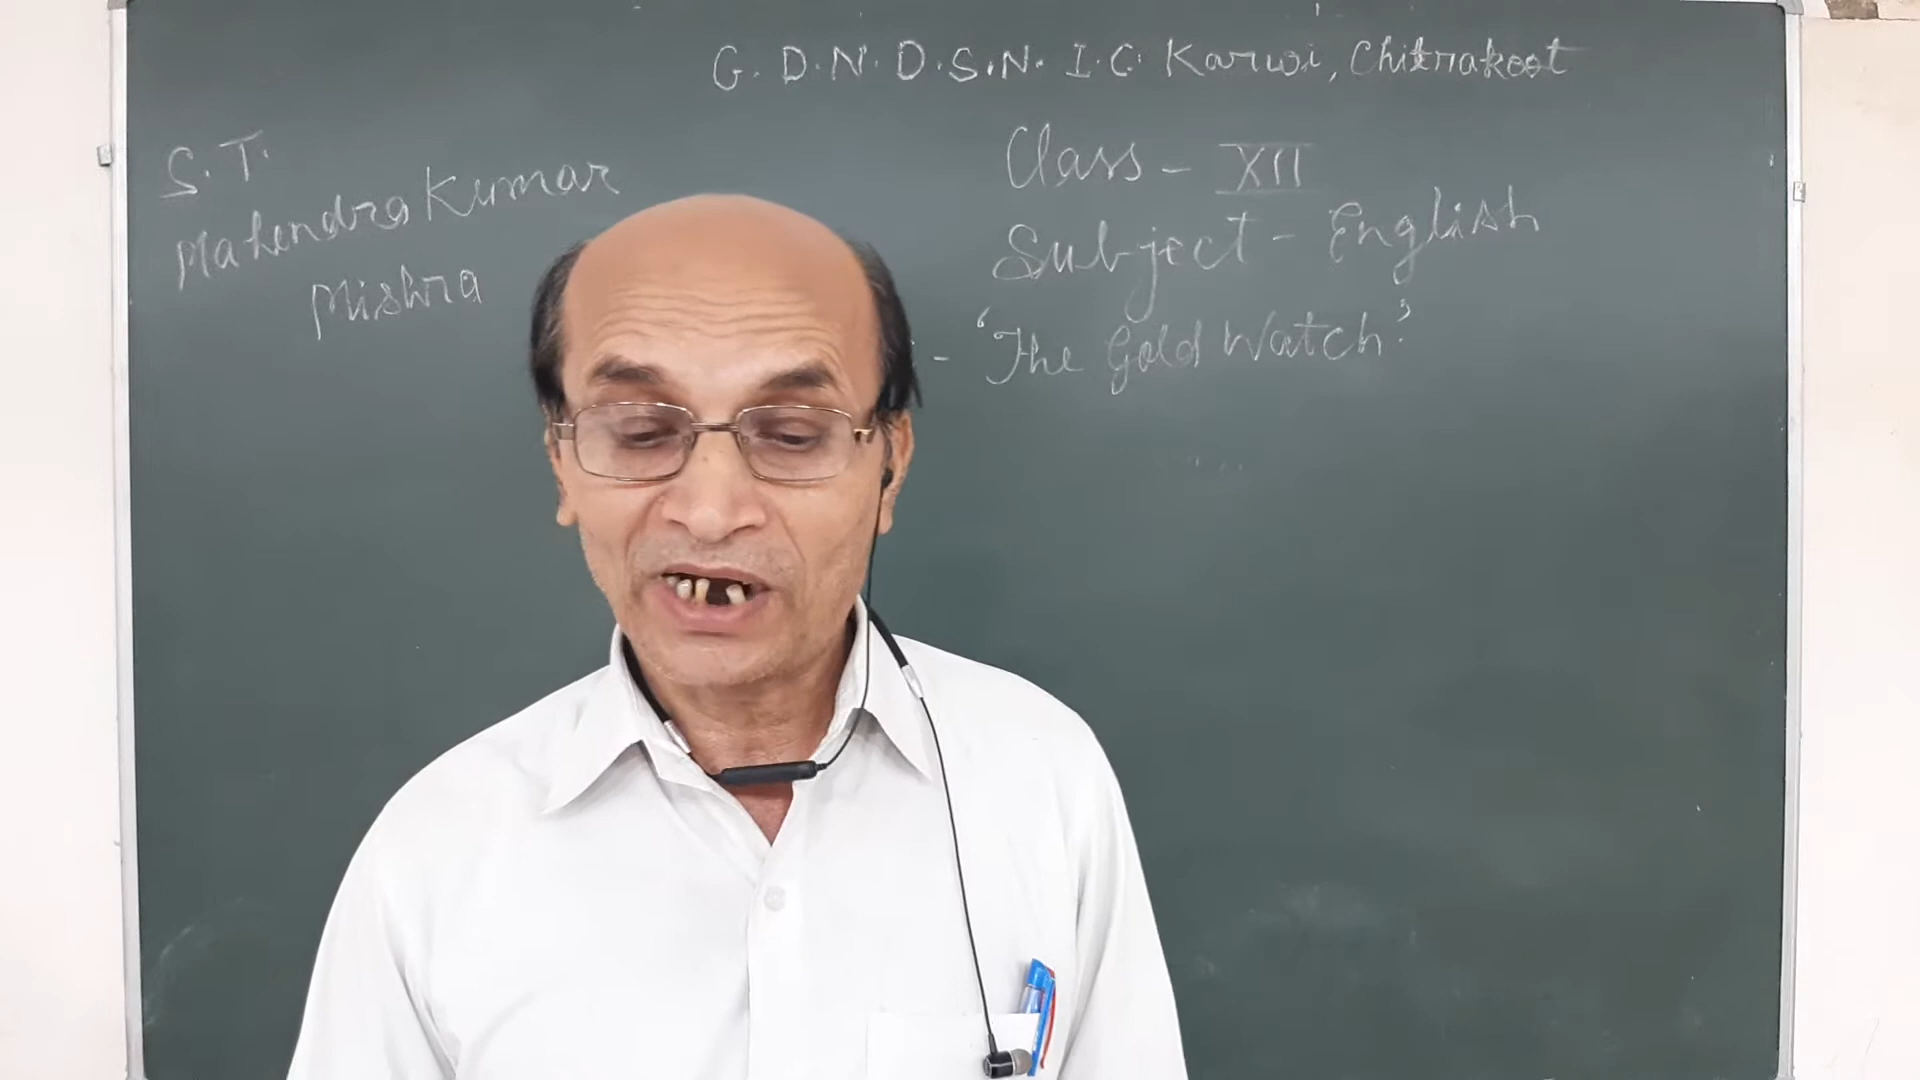 G. D. N. D. S. N. I. C. Karwi, Chitrakoot
S. T.
Mahendra Kumar
Mishra
Class - XII
Subject - English
- 'The Gold Watch'